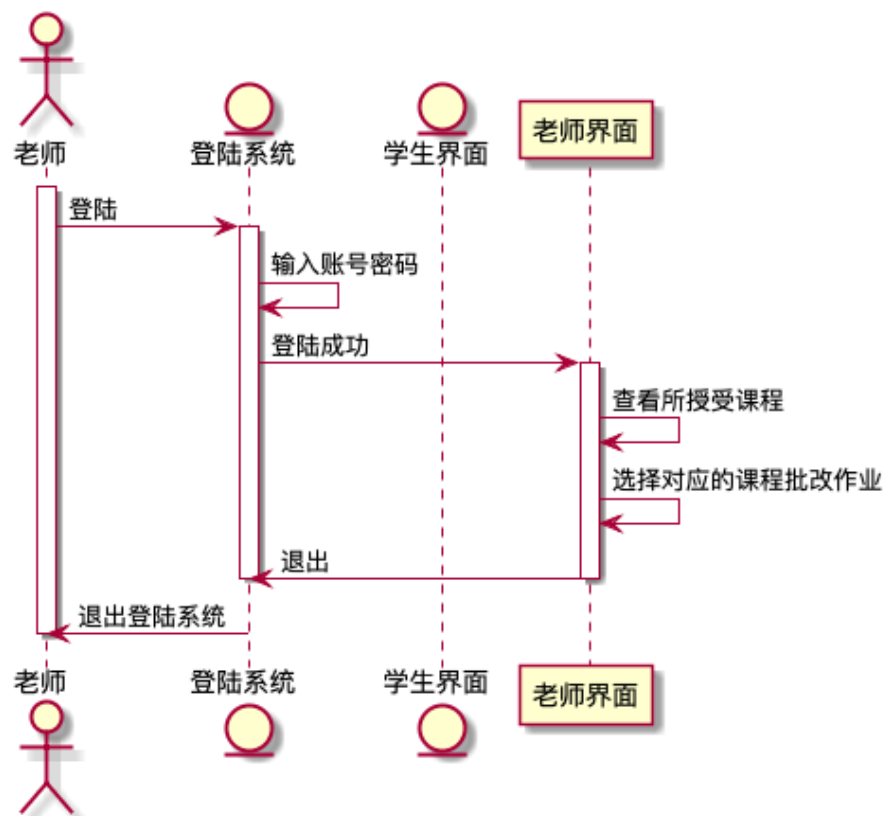 老师
登陆系统
学生界面
老师界面
登陆
输入账号密码
登陆成功
查看所授受课程
选择对应的课程批改作业
退出
退出登陆系统
老师
登陆系统
学生界面
老师界面